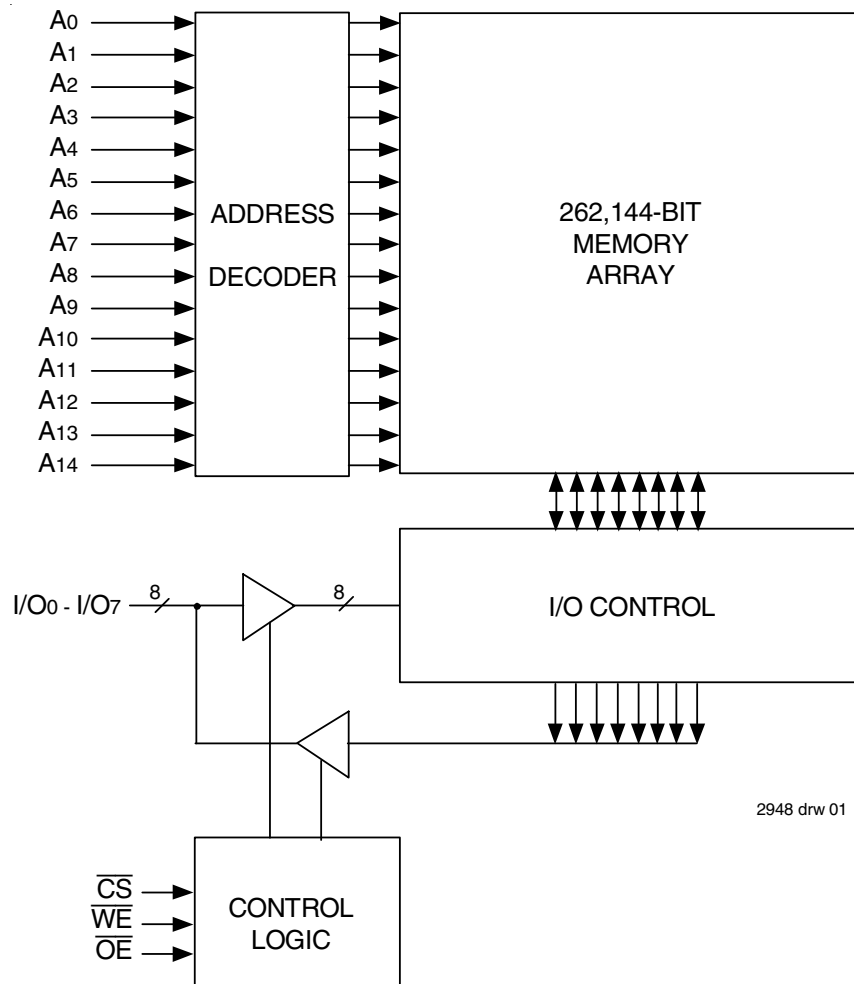 A0
A1
A2
A3
A4
A5
A6
A7
A8
A9
A10
A11
A12
A13
A14
ADDRESS
DECODER
262,144-BIT
MEMORY
ARRAY
I/O0 - I/O7
8
8
I/O CONTROL
2948 drw 01
CS
WE
OE
CONTROL
LOGIC